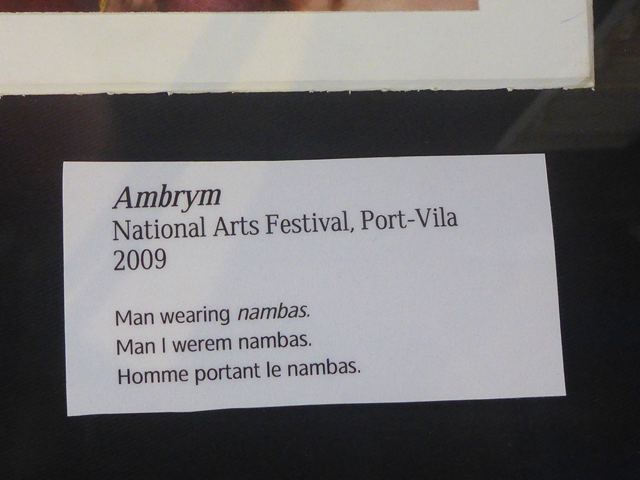 Ambrym
National Arts Festival, Port-Vila
2009
Man wearing nambas.
Man I werem nambas.
Homme portant le nambas.